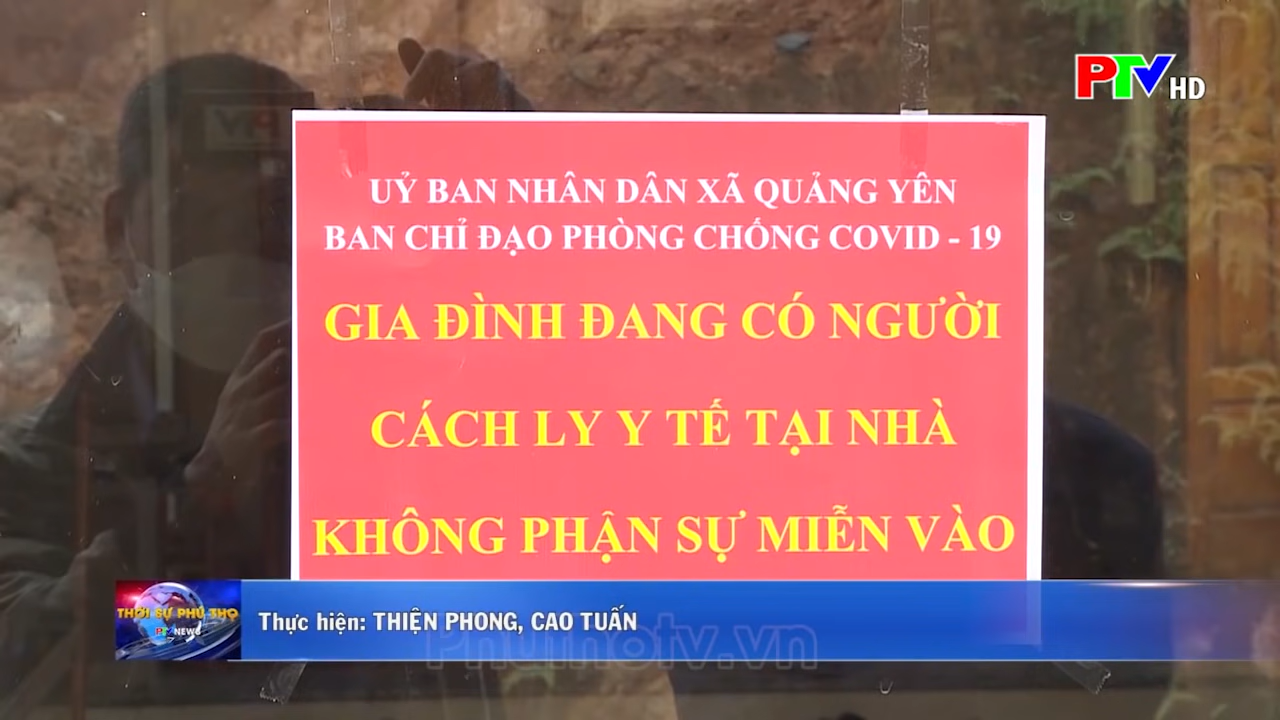 PTV HD
UỶ BAN NHÂN DÂN XÃ QUẢNG YÊN
BAN CHỈ ĐẠO PHÒNG CHỐNG COVID - 19
GIA ĐÌNH ĐANG CÓ NGƯỜI
CÁCH LY Y TẾ TẠI NHÀ
KHÔNG PHẬN SỰ MIỄN VÀO
THỜI SỰ PHÚ THỌ
PTV NEWS
Thực hiện: THIỆN PHONG, CAO TUẤN
Phuthotv.vn